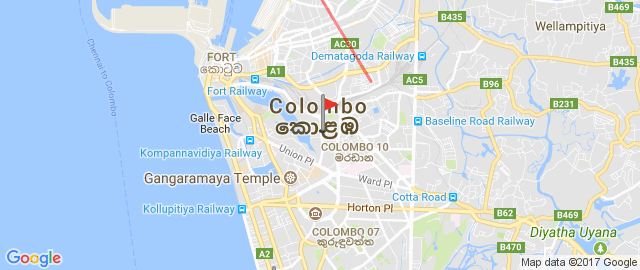 B435
Wellampitiya
AC30
Dematagoda Railway
FORT
කොටුව
A1
B435
B469
Fort Railway
AC5
B96
Chennai to Colombo
Colombo
කොළඹ
B231
Galle Face
Beach
Baseline Road Railway
Kompannavidiya Railway
Union Pl
COLOMBO 10
මරදාන
Gangaramaya Temple
Ward Pl
Cotta Road
Kollupitiya Railway
Horton Pl
B62
B469
COLOMBO 07
කුරුඳුවත්ත
Diyatha Uyana
B470
A2
Google
Map data ©2017 Google